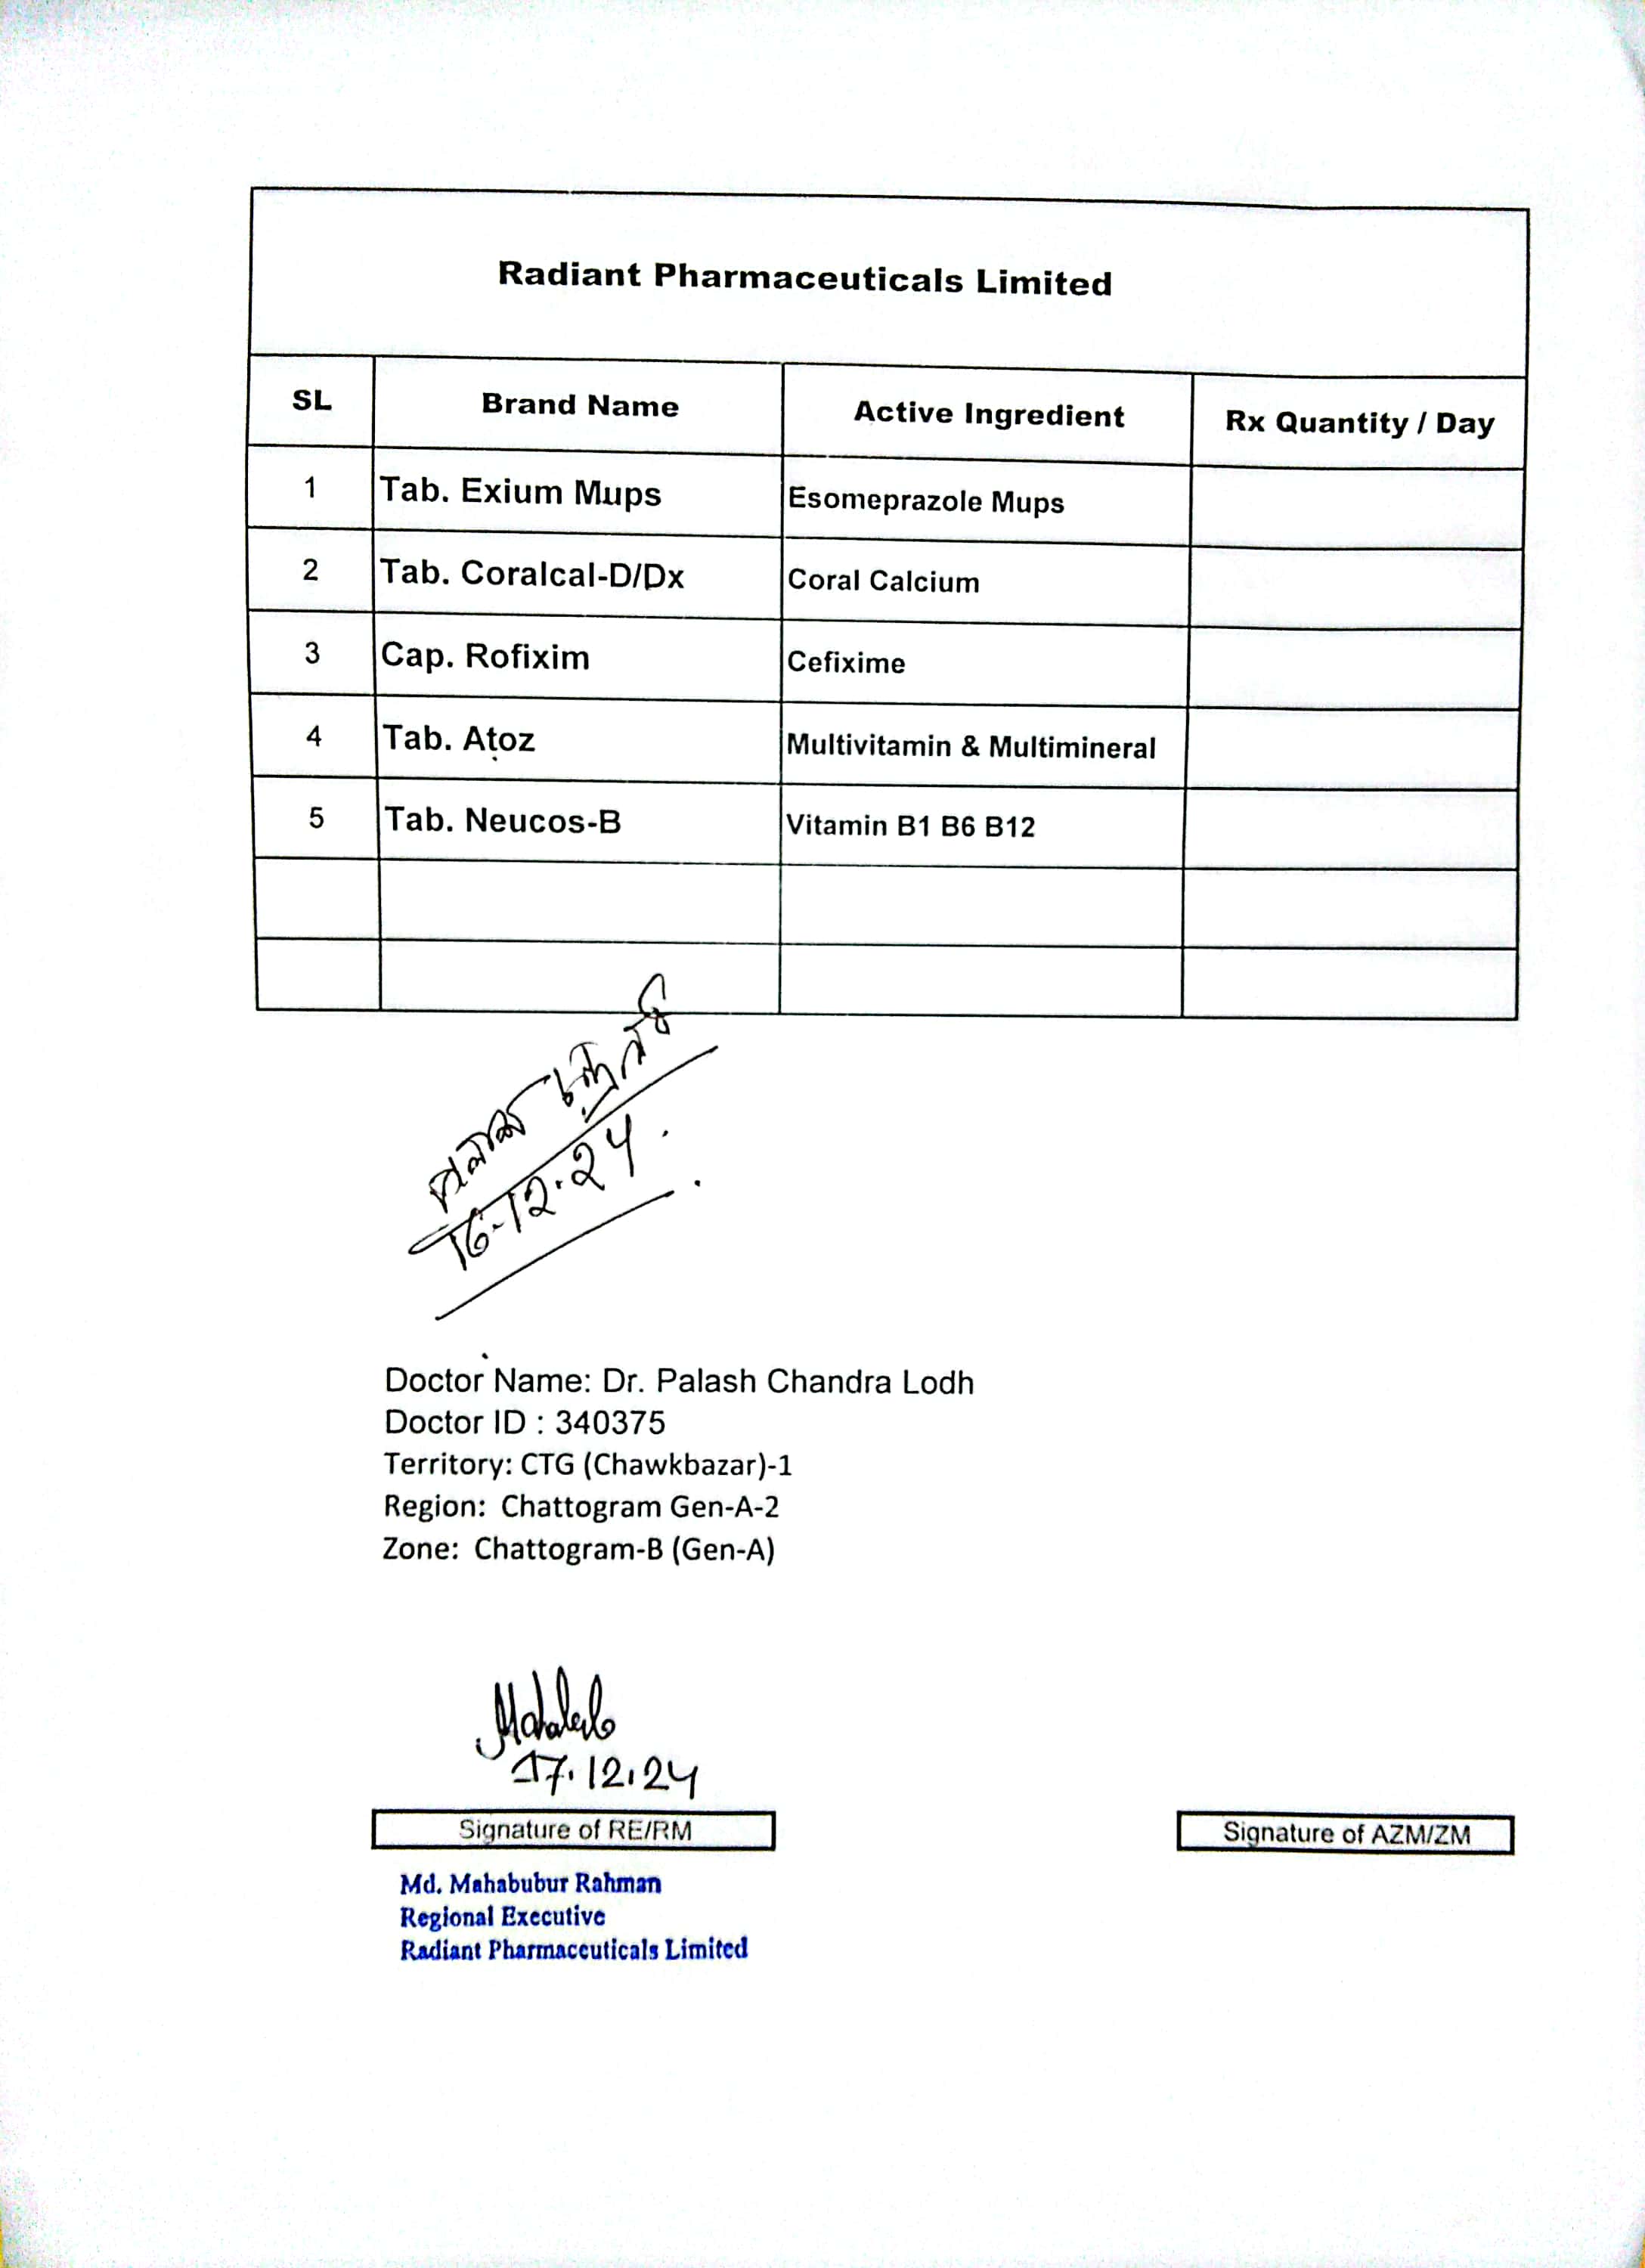 Radiant Pharmaceuticals Limited
SL Brand Name Active Ingredient Rx Quantity / Day
1 Tab. Exium Mups Esomeprazole Mups
2 Tab. Coralcal-D/Dx Coral Calcium
3 Cap. Rofixim Cefixime
4 Tab. Atoz Multivitamin & Multimineral
5 Tab. Neucos-B Vitamin B1 B6 B12
16-12-24
Doctor Name: Dr. Palash Chandra Lodh
Doctor ID : 340375
Territory: CTG (Chawkbazar)-1
Region: Chattogram Gen-A-2
Zone: Chattogram-B (Gen-A)
17.12.24
Signature of RE/RM Signature of AZM/ZM
Md. Mahabubur Rahman
Regional Executive
Radiant Pharmaceuticals Limited